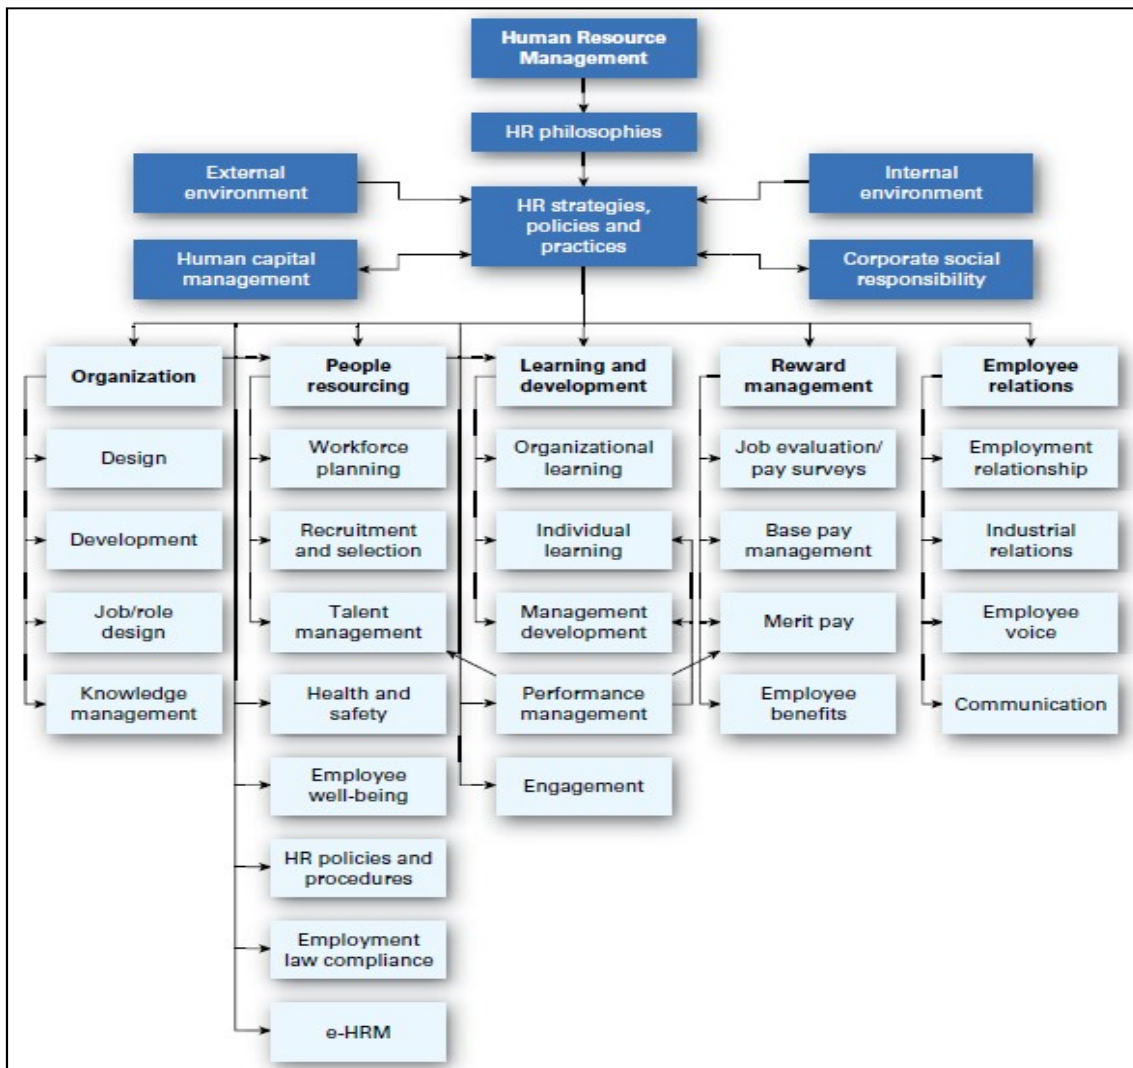 Human Resource
Management
HR philosophies
External
environment
Internal
environment
HR strategies,
policies and
practices
Human capital
management
Corporate social
responsibility
Organization
People
resourcing
Learning and
development
Reward
management
Employee
relations
Design
Workforce
planning
Organizational
learning
Job evaluation/
pay surveys
Employment
relationship
Development
Recruitment
and selection
Individual
learning
Base pay
management
Industrial
relations
Job/role
design
Talent
management
Management
development
Merit pay
Employee
voice
Knowledge
management
Health and
safety
Performance
management
Employee
benefits
Communication
Employee
well-being
Engagement
HR policies and
procedures
Employment
law compliance
e-HRM